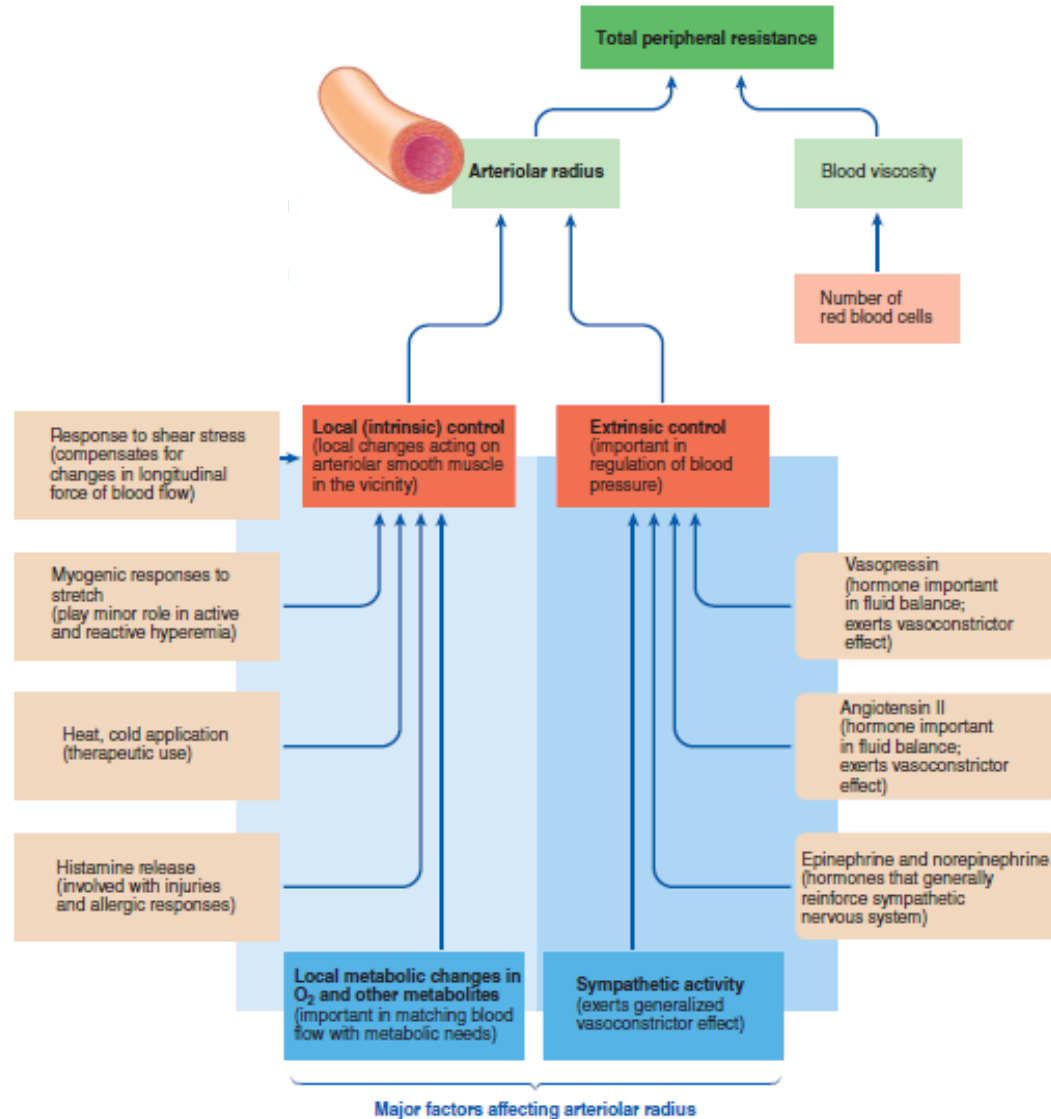 Total peripheral resistance
Arteriolar radius
Blood viscosity
Number of
red blood cells
Local (intrinsic) control
(local changes acting on
arteriolar smooth muscle
in the vicinity)
Extrinsic control
(important in
regulation of blood
pressure)
Response to shear stress
(compensates for
changes in longitudinal
force of blood flow)
Myogenic responses to
stretch
(play minor role in active
and reactive hyperemia)
Heat, cold application
(therapeutic use)
Histamine release
(involved with injuries
and allergic responses)
Vasopressin
(hormone important
in fluid balance;
exerts vasoconstrictor
effect)
Angiotensin II
(hormone important
in fluid balance;
exerts vasoconstrictor
effect)
Epinephrine and norepinephrine
(hormones that generally
reinforce sympathetic
nervous system)
Local metabolic changes in
O₂ and other metabolites
(important in matching blood
flow with metabolic needs)
Sympathetic activity
(exerts generalized
vasoconstrictor effect)
Major factors affecting arteriolar radius